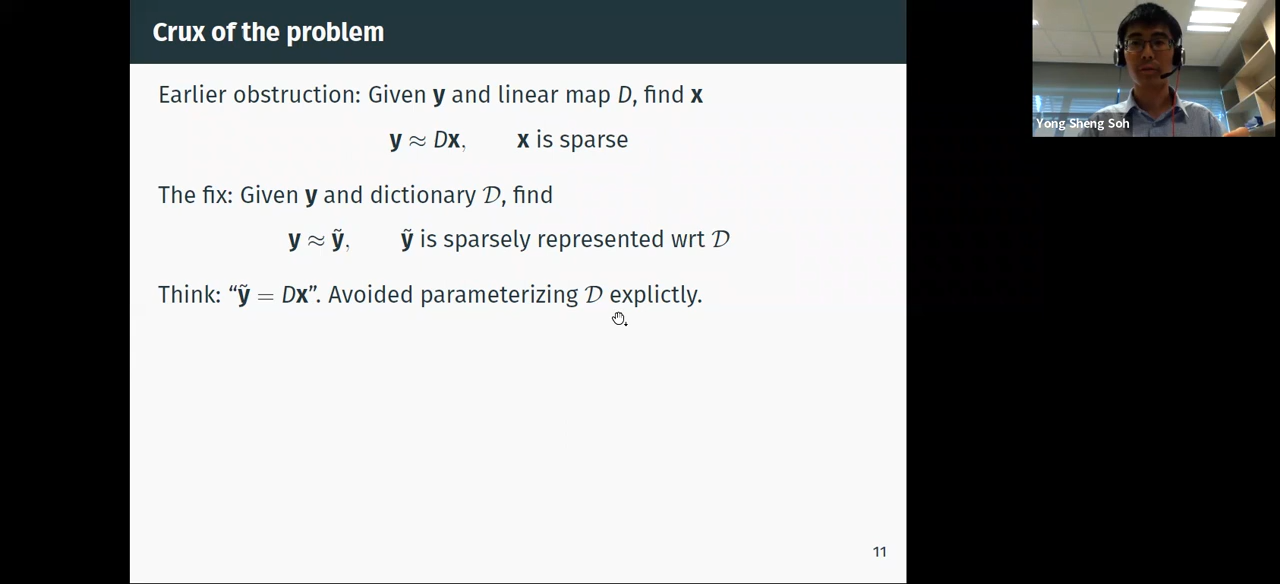 Crux of the problem
Earlier obstruction: Given y and linear map D, find x
y ≈ Dx, x is sparse
The fix: Given y and dictionary 𝒟, find
y ≈ ỹ, ỹ is sparsely represented wrt 𝒟
Think: “ỹ = Dx”. Avoided parameterizing 𝒟 explictly.
11
Yong Sheng Soh